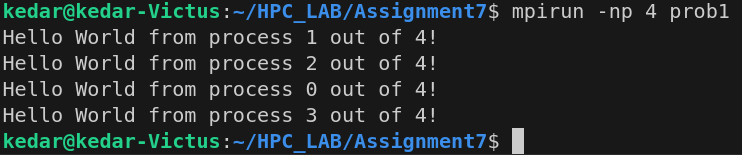 kedar@kedar-Victus:~/HPC_LAB/Assignment7$ mpirun -np 4 prob1
Hello World from process 1 out of 4!
Hello World from process 2 out of 4!
Hello World from process 0 out of 4!
Hello World from process 3 out of 4!
kedar@kedar-Victus:~/HPC_LAB/Assignment7$